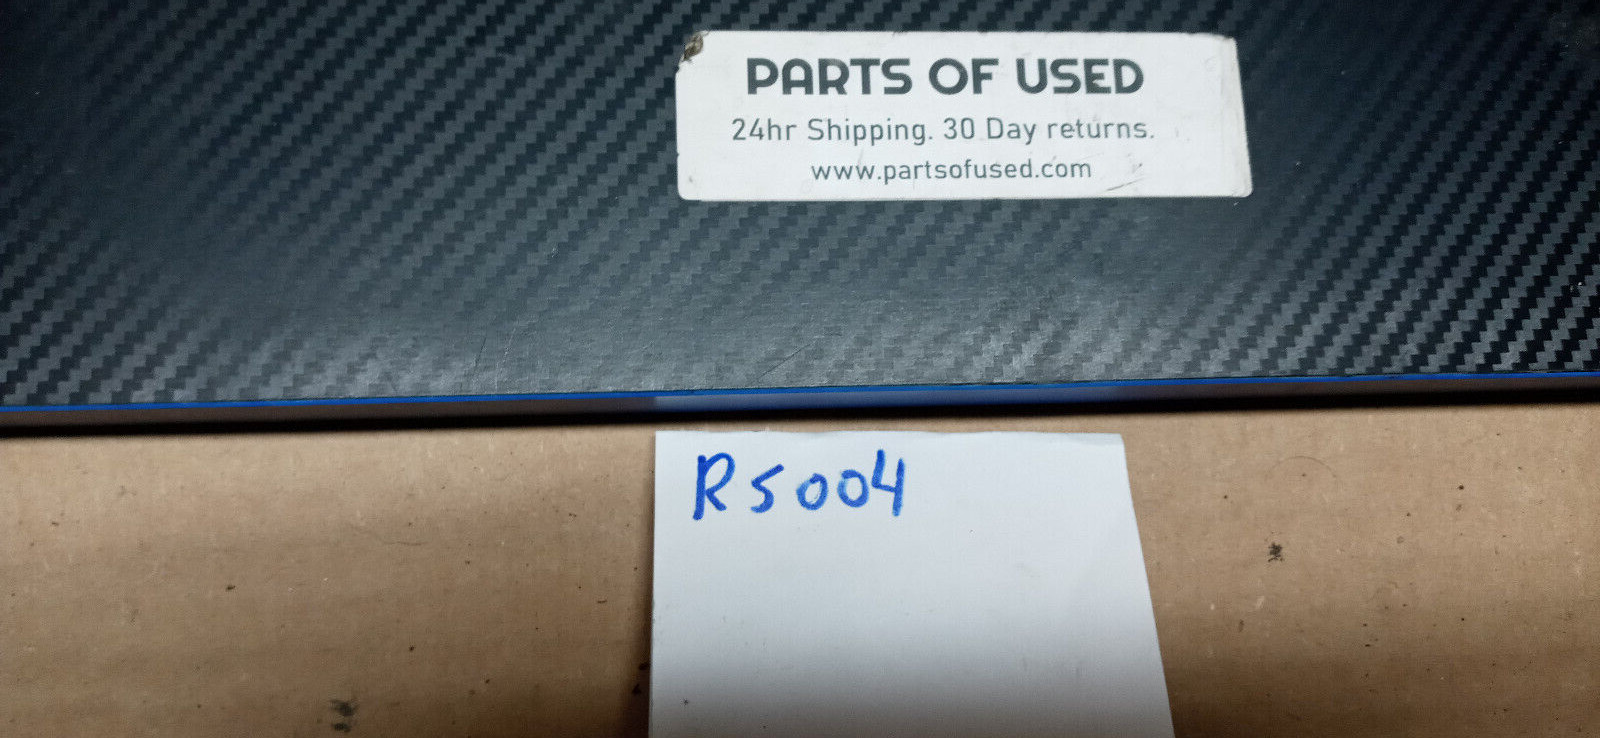 PARTS OF USED
24hr Shipping. 30 Day returns.
www.partsofused.com
R5004